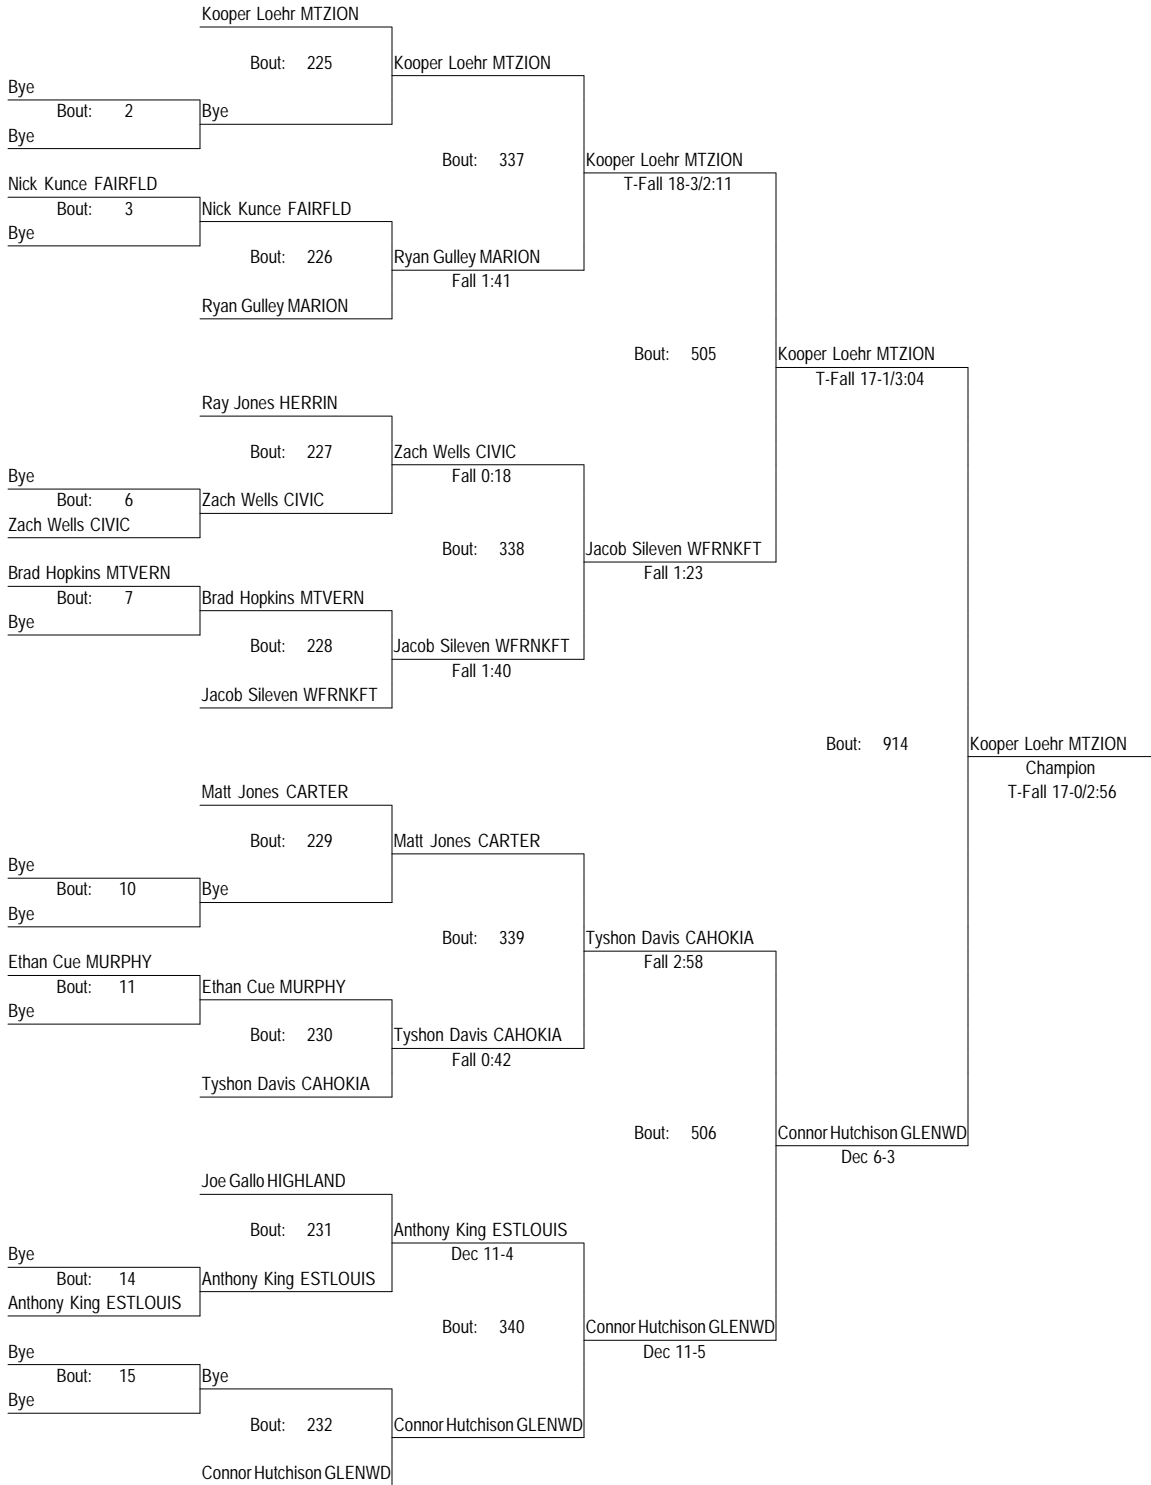 Kooper Loehr MTZION
Bout: 225
Kooper Loehr MTZION
Bye
Bout: 2
Bye
Bye
Bout: 337
Kooper Loehr MTZION
T-Fall 18-3/2:11
Nick Kunce FAIRFLD
Bout: 3
Nick Kunce FAIRFLD
Bye
Bout: 226
Ryan Gulley MARION
Fall 1:41
Ryan Gulley MARION
Bout: 505
Kooper Loehr MTZION
T-Fall 17-1/3:04
Ray Jones HERRIN
Bout: 227
Zach Wells CIVIC
Fall 0:18
Bye
Bout: 6
Zach Wells CIVIC
Zach Wells CIVIC
Bout: 338
Jacob Sileven WFRNKFT
Fall 1:23
Brad Hopkins MTVERN
Bout: 7
Brad Hopkins MTVERN
Bye
Bout: 228
Jacob Sileven WFRNKFT
Fall 1:40
Jacob Sileven WFRNKFT
Bout: 914
Kooper Loehr MTZION
Champion
T-Fall 17-0/2:56
Matt Jones CARTER
Bout: 229
Matt Jones CARTER
Bye
Bout: 10
Bye
Bye
Bout: 339
Tyshon Davis CAHOKIA
Fall 2:58
Ethan Cue MURPHY
Bout: 11
Ethan Cue MURPHY
Bye
Bout: 230
Tyshon Davis CAHOKIA
Fall 0:42
Tyshon Davis CAHOKIA
Bout: 506
Connor Hutchison GLENWD
Dec 6-3
Joe Gallo HIGHLAND
Bout: 231
Anthony King ESTLOUIS
Dec 11-4
Bye
Bout: 14
Anthony King ESTLOUIS
Anthony King ESTLOUIS
Bout: 340
Connor Hutchison GLENWD
Dec 11-5
Bye
Bout: 15
Bye
Bye
Bout: 232
Connor Hutchison GLENWD
Connor Hutchison GLENWD